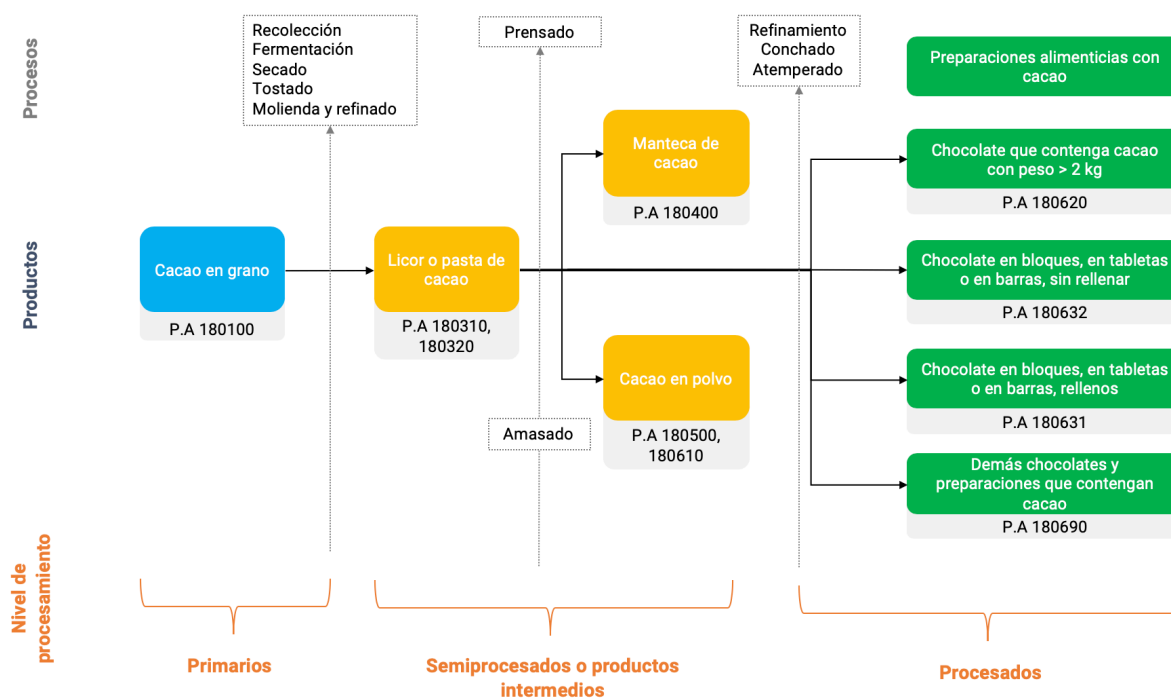 Procesos
Recolección
Fermentación
Secado
Tostado
Molienda y refinado
Prensado
Refinamiento
Conchado
Atemperado
Preparaciones alimenticias con
cacao
Manteca de
cacao
P.A 180400
Chocolate que contenga cacao
con peso > 2 kg
P.A 180620
Productos
Cacao en grano
P.A 180100
Licor o pasta de
cacao
P.A 180310,
180320
Chocolate en bloques, en tabletas
o en barras, sin rellenar
P.A 180632
Cacao en polvo
P.A 180500,
180610
Chocolate en bloques, en tabletas
o en barras, rellenos
P.A 180631
Amasado
Demás chocolates y
preparaciones que contengan
cacao
P.A 180690
Nivel de
procesamiento
Primarios
Semiprocesados o productos
intermedios
Procesados